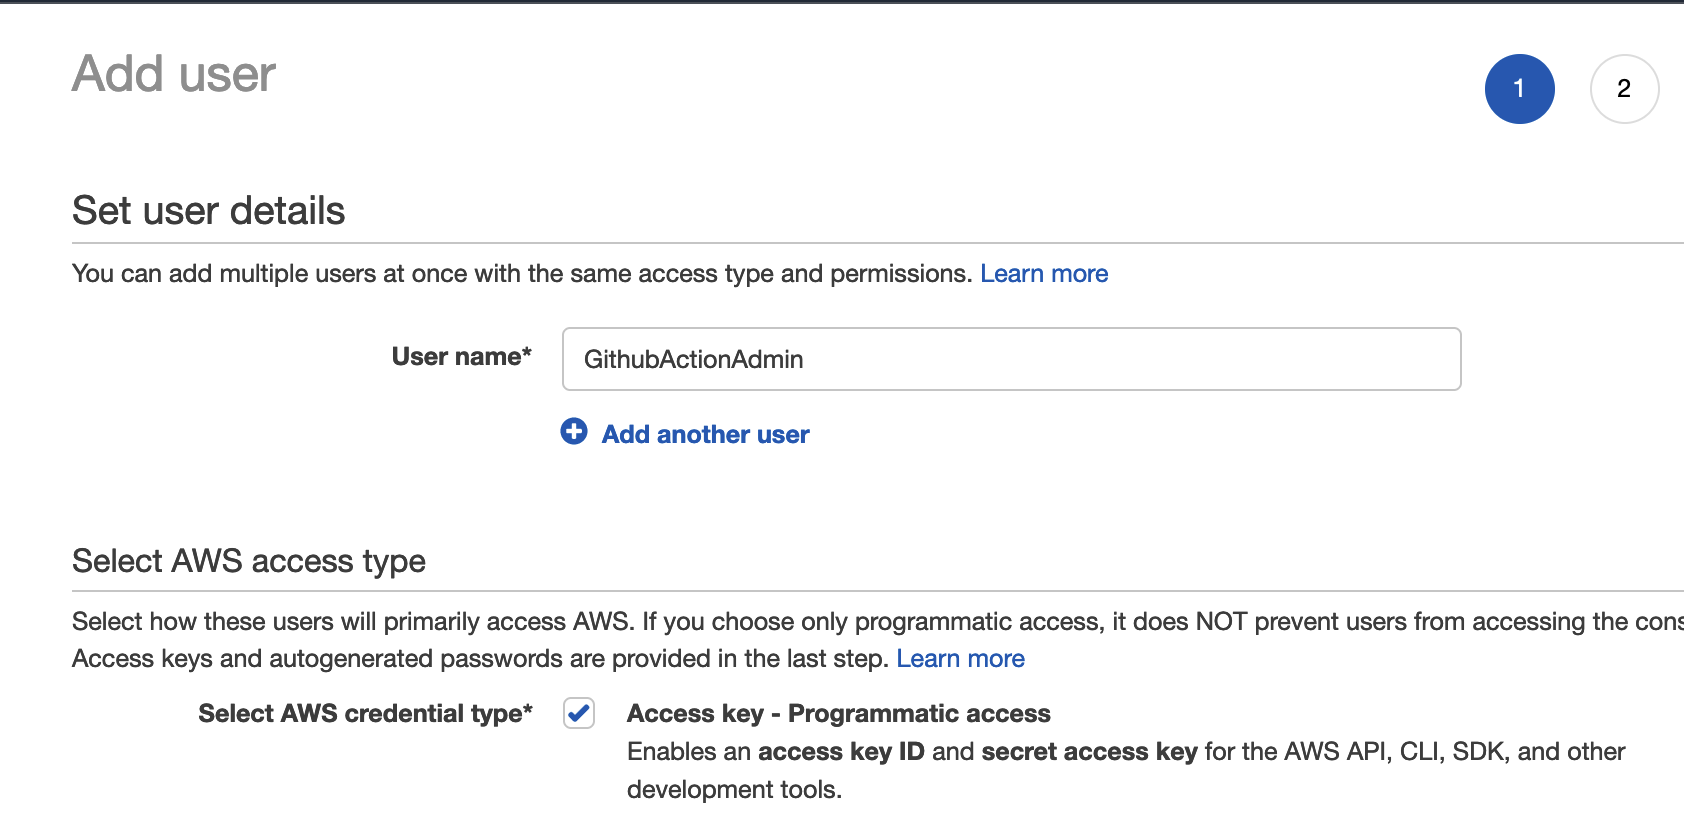 Add user
1
2
Set user details
You can add multiple users at once with the same access type and permissions. Learn more
User name*
GithubActionAdmin
Add another user
Select AWS access type
Select how these users will primarily access AWS. If you choose only programmatic access, it does NOT prevent users from accessing the cons
Access keys and autogenerated passwords are provided in the last step. Learn more
Select AWS credential type*
Access key - Programmatic access
Enables an access key ID and secret access key for the AWS API, CLI, SDK, and other
development tools.